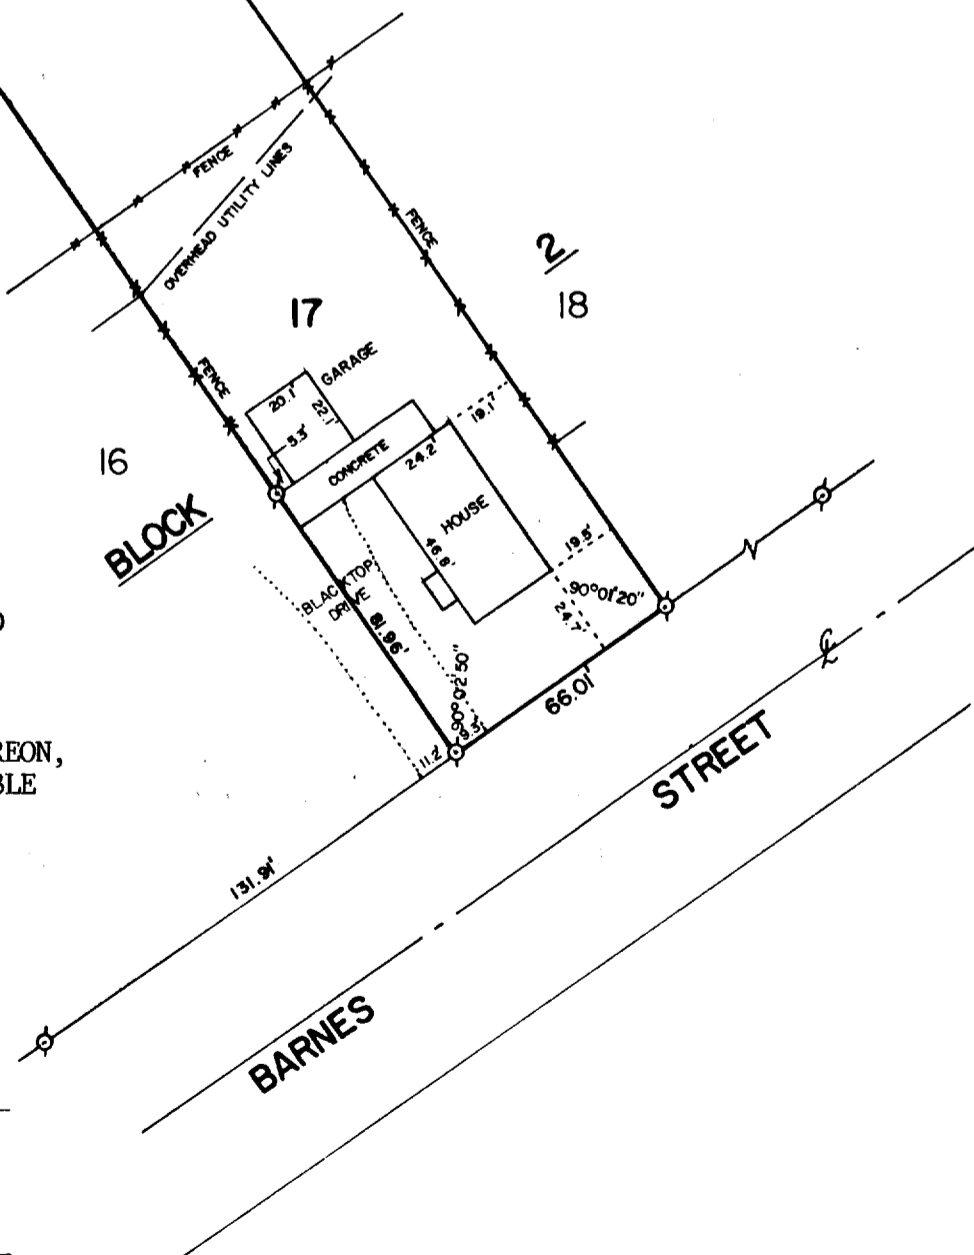 FENCE
OVERHEAD UTILITY LINES
FENCE
2
18
17
GARAGE
20.1'
22.1'
FENCE
5.3'
19.1'
16
CONCRETE
24.2'
BLOCK
HOUSE
46.8'
19.5'
BLACKTOP
DRIVE
90°01'20"
24.7'
81.96'
90°02'50"
66.01'
9.3'
11.2'
REON,
BLE
℄
STREET
131.91'
BARNES